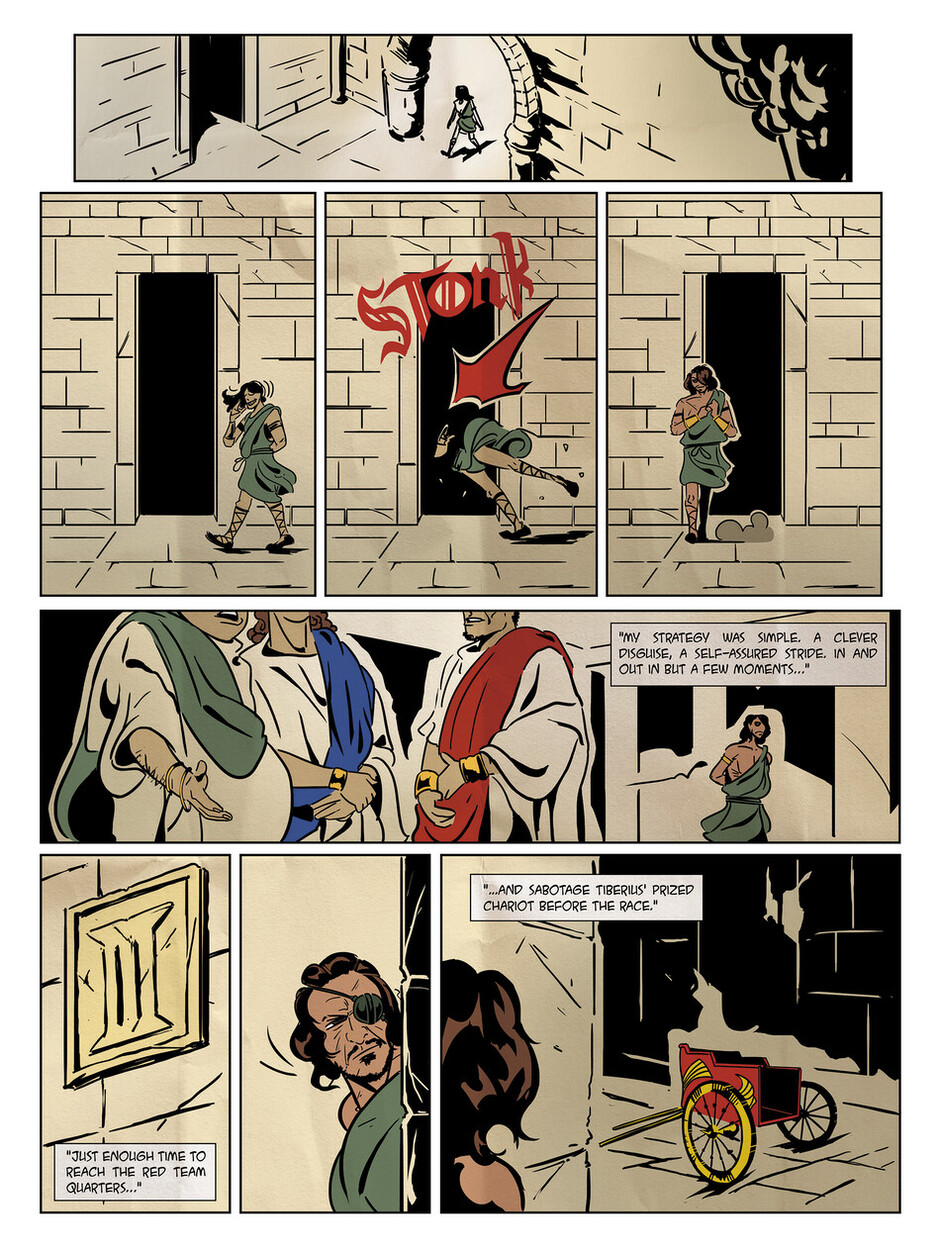 STONK
"MY STRATEGY WAS SIMPLE. A CLEVER
DISGUISE, A SELF-ASSURED STRIDE. IN AND
OUT IN BUT A FEW MOMENTS..."
III
"JUST ENOUGH TIME TO
REACH THE RED TEAM
QUARTERS..."
"...AND SABOTAGE TIBERIUS' PRIZED
CHARIOT BEFORE THE RACE."